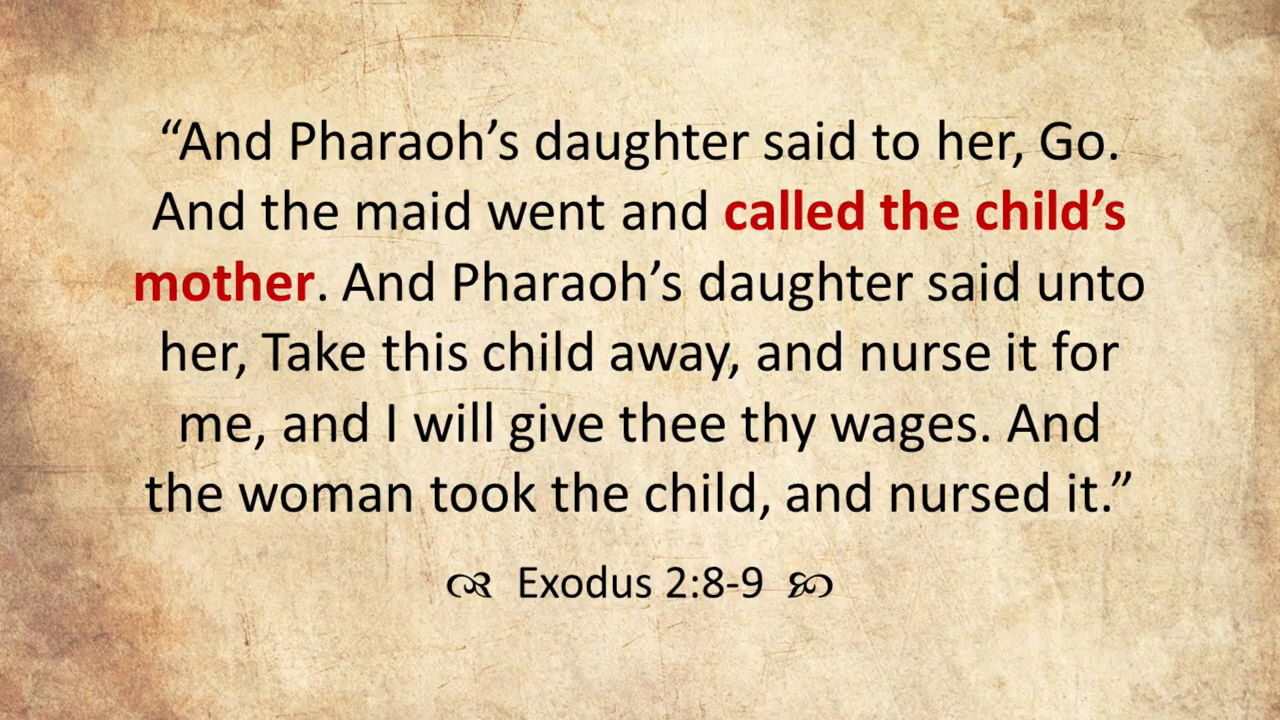 “And Pharaoh’s daughter said to her, Go.
And the maid went and called the child’s
mother. And Pharaoh’s daughter said unto
her, Take this child away, and nurse it for
me, and I will give thee thy wages. And
the woman took the child, and nursed it.”
Exodus 2:8-9